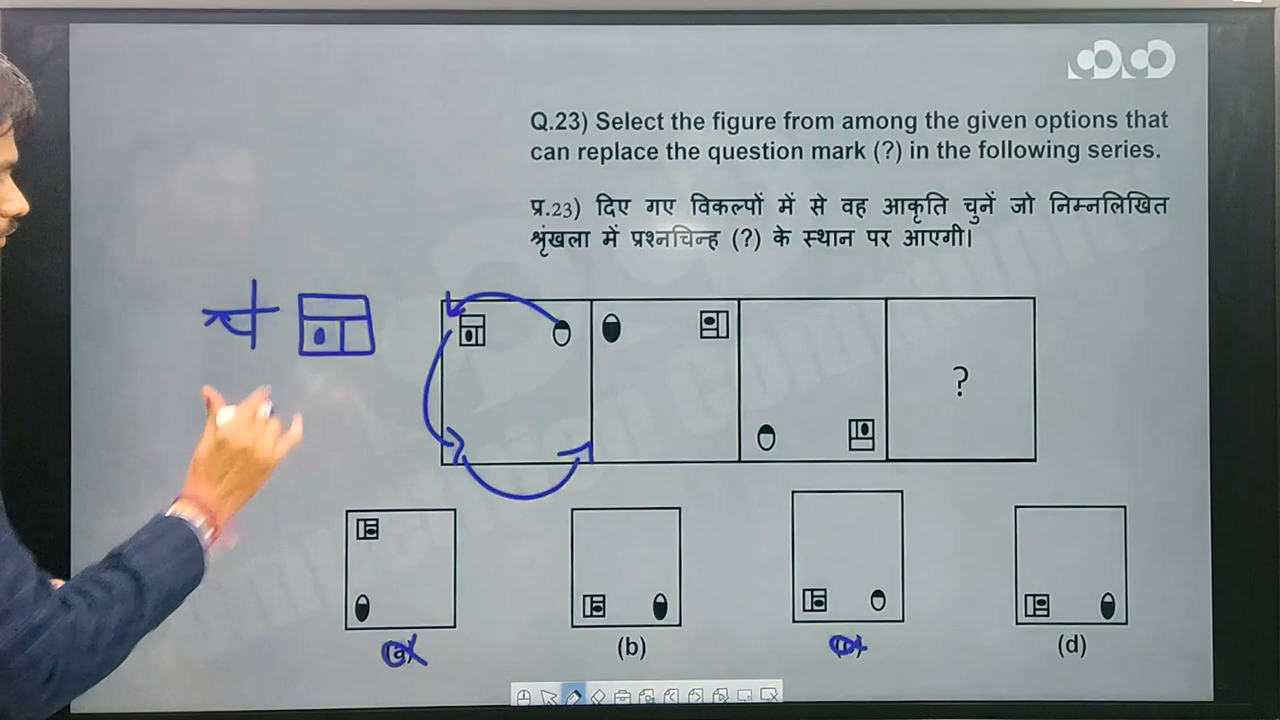 Q.23) Select the figure from among the given options that
can replace the question mark (?) in the following series.
प्र.23) दिए गए विकल्पों में से वह आकृति चुनें जो निम्नलिखित
श्रृंखला में प्रश्नचिन्ह (?) के स्थान पर आएगी।
?
(b)
(d)